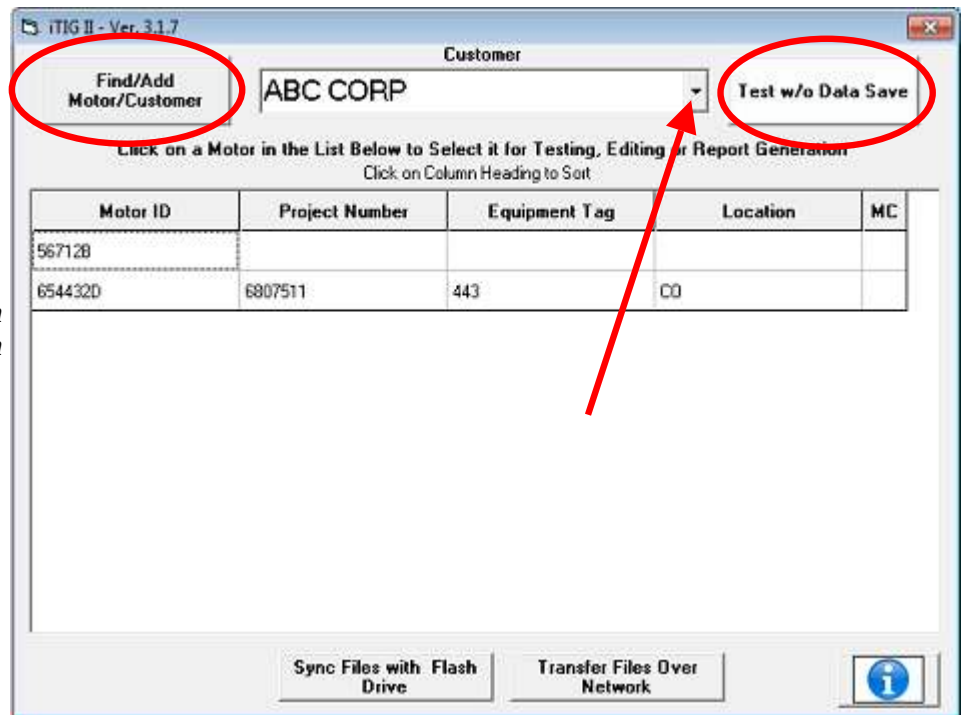 iTIG II - Ver. 3.1.7
Customer
Find/Add
Motor/Customer
ABC CORP
Test w/o Data Save
Click on a Motor in the List Below to Select it for Testing, Editing or Report Generation
Click on Column Heading to Sort
Motor ID Project Number Equipment Tag Location MC
56712B
654432D 6807511 443 CO
Sync Files with Flash
Drive
Transfer Files Over
Network